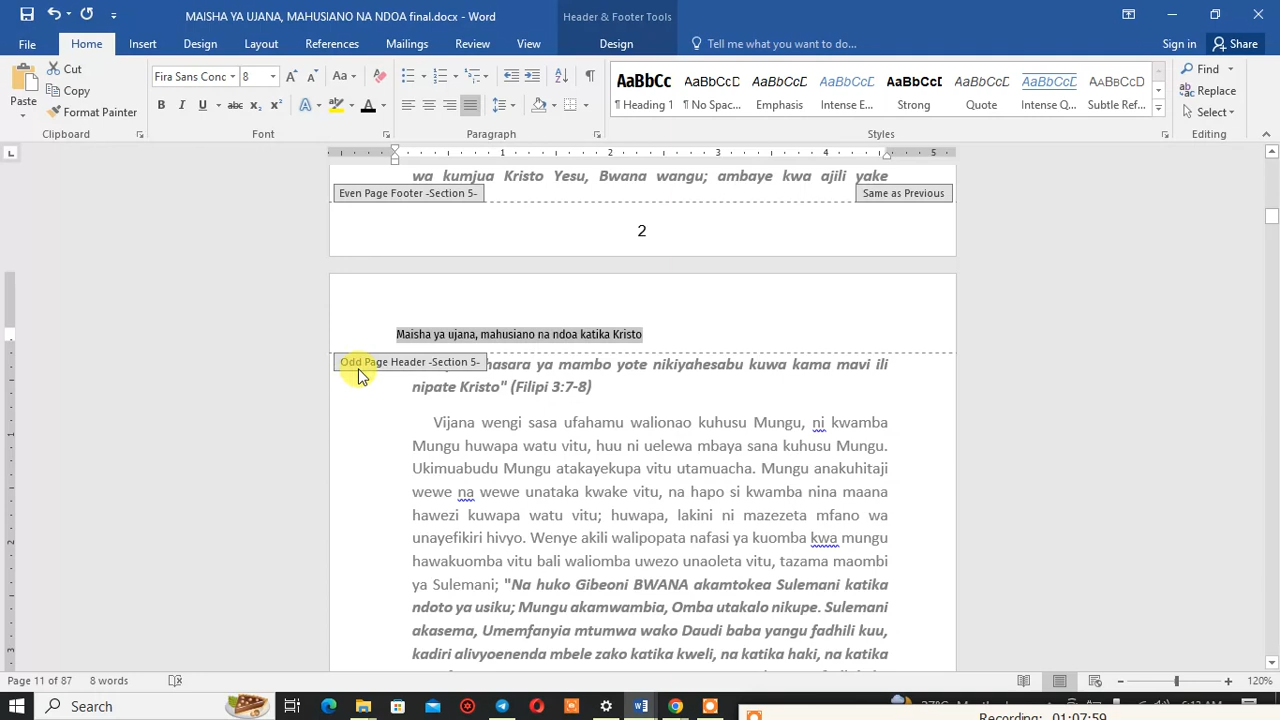 MAISHA YA UJANA, MAHUSIANO NA NDOA final.docx - Word
Header & Footer Tools
File
Home
Insert
Design
Layout
References
Mailings
Review
View
Design
Tell me what you want to do...
Sign in
Share
Paste
Cut
Copy
Format Painter
Clipboard
Fira Sans Conc
8
Font
Paragraph
AaBbCc
AaBbCcD
AaBbCcD
AaBbCcD
AaBbCcD
AaBbCcD
AaBbCcD
AaBbCcD
¶ Heading 1
¶ No Spac...
Emphasis
Intense E...
Strong
Quote
Intense Q...
Subtle Ref...
Styles
Find
Replace
Select
Editing
1 2 3 4 5
wa kumjua Kristo Yesu, Bwana wangu; ambaye kwa ajili yake
Even Page Footer -Section 5-
Same as Previous
2
Maisha ya ujana, mahusiano na ndoa katika Kristo
Odd Page Header -Section 5-
hasara ya mambo yote nikiyahesabu kuwa kama mavi ili
nipate Kristo" (Filipi 3:7-8)
Vijana wengi sasa ufahamu walionao kuhusu Mungu, ni kwamba
Mungu huwapa watu vitu, huu ni uelewa mbaya sana kuhusu Mungu.
Ukimuabudu Mungu atakayekupa vitu utamuacha. Mungu anakuhitaji
wewe na wewe unataka kwake vitu, na hapo si kwamba nina maana
hawezi kuwapa watu vitu; huwapa, lakini ni mazezeta mfano wa
unayefikiri hivyo. Wenye akili walipopata nafasi ya kuomba kwa mungu
hawakuomba vitu bali waliomba uwezo unaoleta vitu, tazama maombi
ya Sulemani; "Na huko Gibeoni BWANA akamtokea Sulemani katika
ndoto ya usiku; Mungu akamwambia, Omba utakalo nikupe. Sulemani
akasema, Umemfanyia mtumwa wako Daudi baba yangu fadhili kuu,
kadiri alivyoenenda mbele zako katika kweli, na katika haki, na katika
Page 11 of 87
8 words
120%
Search
Recording: 01:07:59